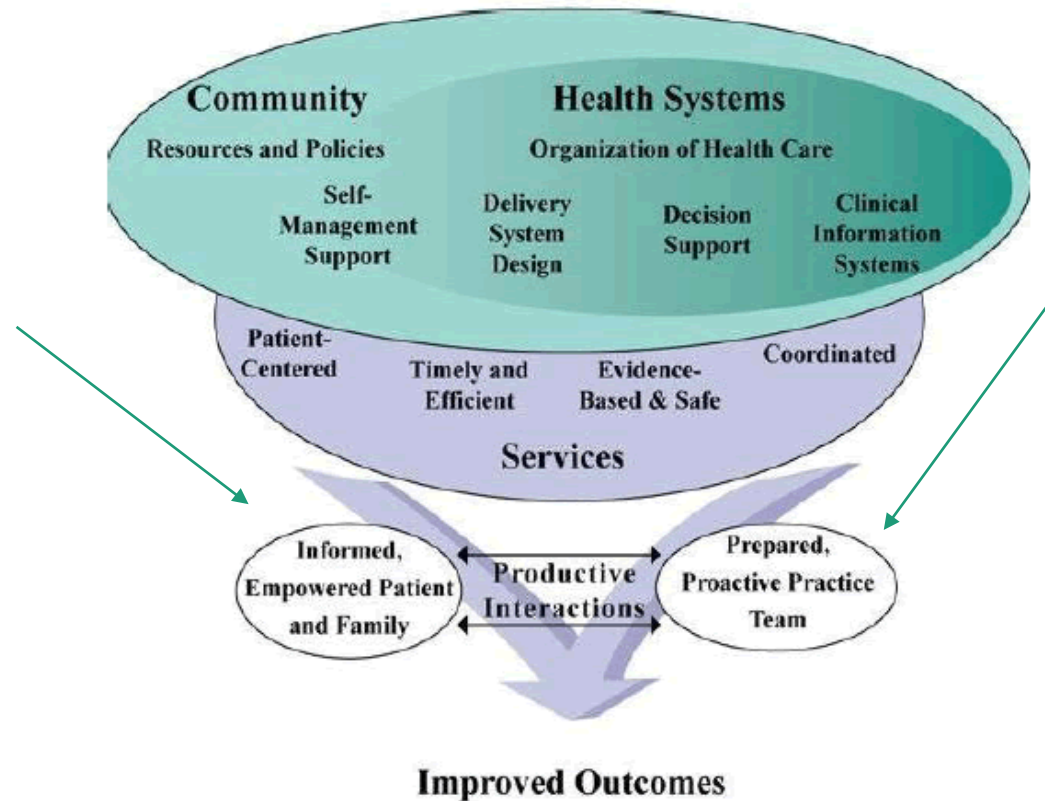 Community
Health Systems
Resources and Policies
Organization of Health Care
Self-
Management
Support
Delivery
System
Design
Decision
Support
Clinical
Information
Systems
Patient-
Centered
Timely and
Efficient
Evidence-
Based & Safe
Coordinated
Services
Informed,
Empowered Patient
and Family
Productive
Interactions
Prepared,
Proactive Practice
Team
Improved Outcomes